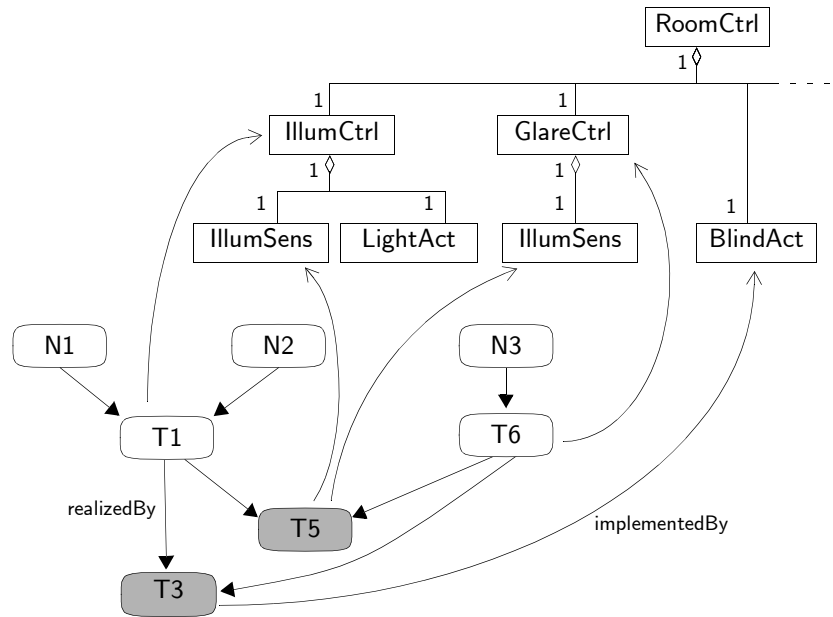 RoomCtrl
1
1
1
IllumCtrl
GlareCtrl
1
1
1
1
1
1
IllumSens
LightAct
IllumSens
BlindAct
N1
N2
N3
T1
T6
realizedBy
T5
implementedBy
T3